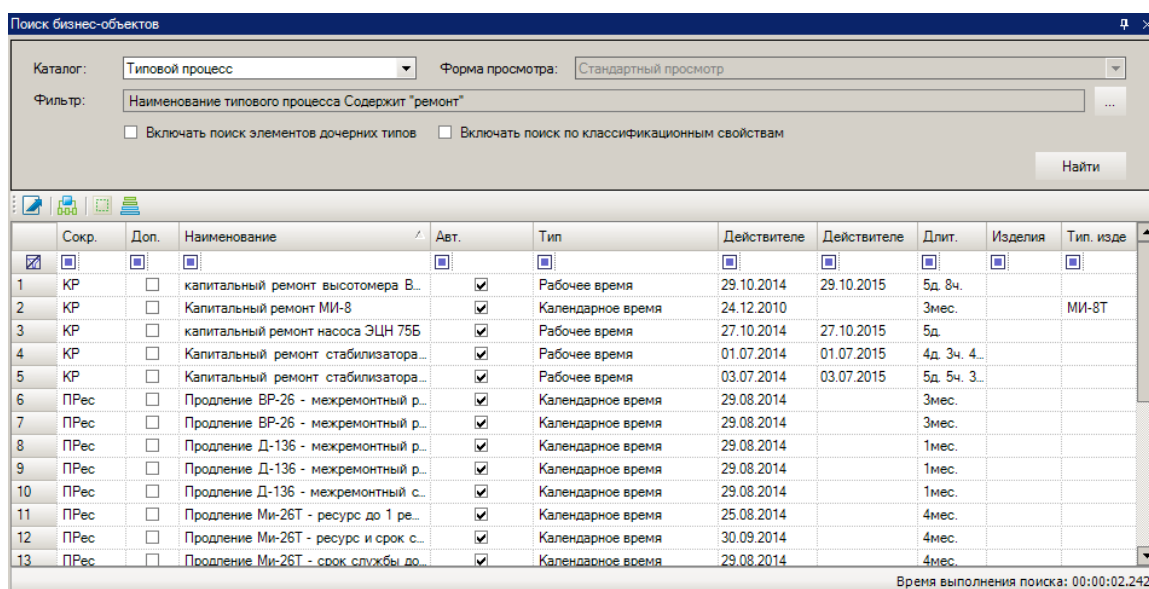 Поиск бизнес-объектов
Каталог: Типовой процесс Форма просмотра: Стандартный просмотр
Фильтр: Наименование типового процесса Содержит "ремонт" ...
Включать поиск элементов дочерних типов Включать поиск по классификационным свойствам
Найти
Сокр. Доп. Наименование Авт. Тип Действителе Действителе Длит. Изделия Тип. изде
1 КР капитальный ремонт высотомера В... Рабочее время 29.10.2014 29.10.2015 5д. 8ч.
2 КР Капитальный ремонт МИ-8 Календарное время 24.12.2010 3мес. МИ-8Т
3 КР капитальный ремонт насоса ЭЦН 75Б Рабочее время 27.10.2014 27.10.2015 5д.
4 КР Капитальный ремонт стабилизатора... Рабочее время 01.07.2014 01.07.2015 4д. 3ч. 4...
5 КР Капитальный ремонт стабилизатора... Рабочее время 03.07.2014 03.07.2015 5д. 5ч. 3...
6 ПРес Продление ВР-26 - межремонтный р... Календарное время 29.08.2014 3мес.
7 ПРес Продление ВР-26 - межремонтный р... Календарное время 29.08.2014 3мес.
8 ПРес Продление Д-136 - межремонтный р... Календарное время 29.08.2014 1мес.
9 ПРес Продление Д-136 - межремонтный р... Календарное время 29.08.2014 1мес.
10 ПРес Продление Д-136 - межремонтный с... Календарное время 29.08.2014 1мес.
11 ПРес Продление Ми-26Т - ресурс до 1 ре... Календарное время 25.08.2014 4мес.
12 ПРес Продление Ми-26Т - ресурс и срок с... Календарное время 30.09.2014 4мес.
13 ПРес Продление Ми-26Т - срок службы до... Календарное время 29.08.2014 4мес.
Время выполнения поиска: 00:00:02.242